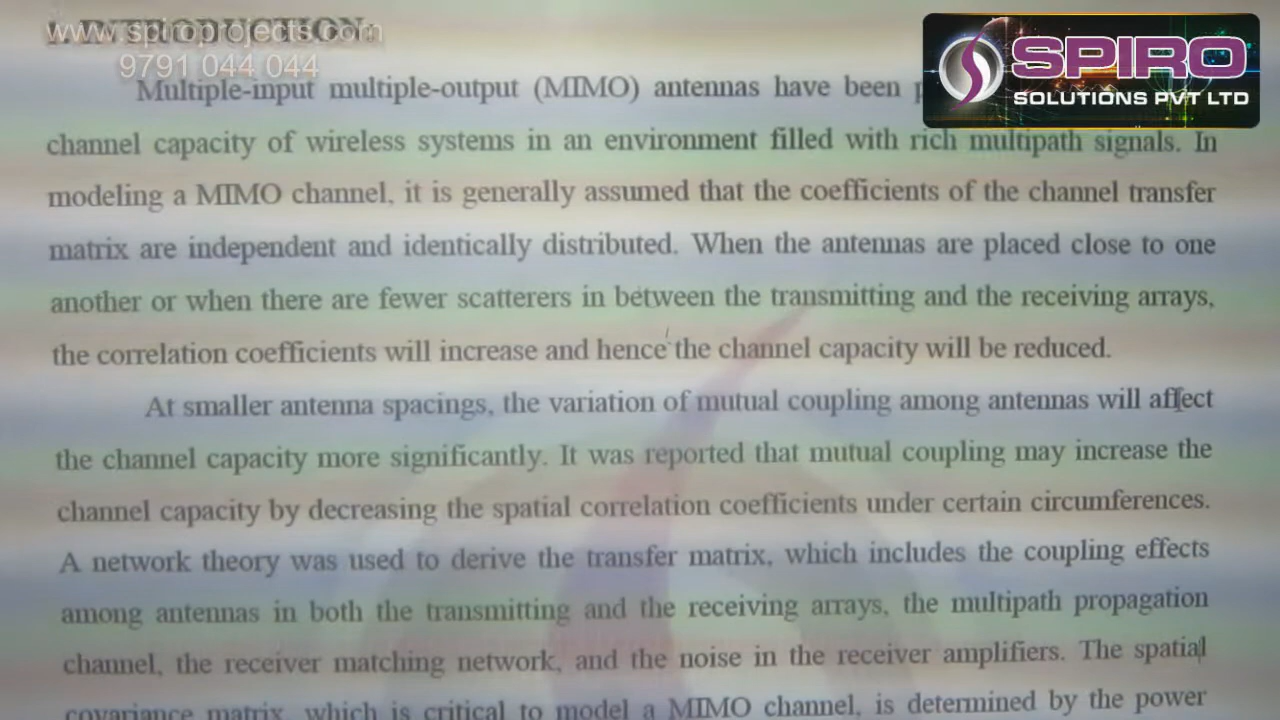 www.spiroprojects.com
9791 044 044
SPIRO
SOLUTIONS PVT LTD
1. INTRODUCTION:
Multiple-input multiple-output (MIMO) antennas have been
channel capacity of wireless systems in an environment filled with rich multipath signals. In
modeling a MIMO channel, it is generally assumed that the coefficients of the channel transfer
matrix are independent and identically distributed. When the antennas are placed close to one
another or when there are fewer scatterers in between the transmitting and the receiving arrays,
the correlation coefficients will increase and hence the channel capacity will be reduced.
At smaller antenna spacings, the variation of mutual coupling among antennas will affect
the channel capacity more significantly. It was reported that mutual coupling may increase the
channel capacity by decreasing the spatial correlation coefficients under certain circumferences.
A network theory was used to derive the transfer matrix, which includes the coupling effects
among antennas in both the transmitting and the receiving arrays, the multipath propagation
channel, the receiver matching network, and the noise in the receiver amplifiers. The spatial
covariance matrix, which is critical to model a MIMO channel, is determined by the power